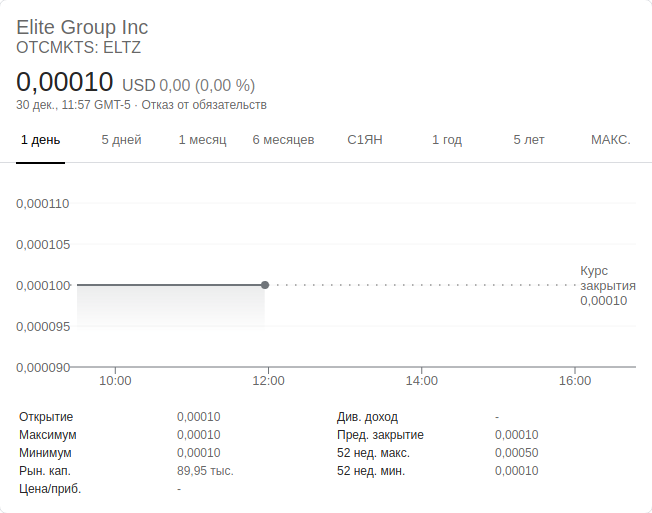 Elite Group Inc
OTCMKTS: ELTZ
0,00010 USD 0,00 (0,00 %)
30 дек., 11:57 GMT-5 · Отказ от обязательств
1 день 5 дней 1 месяц 6 месяцев С1ЯН 1 год 5 лет МАКС.
0,000110
0,000105
0,000100
0,000095
0,000090
Курс
закрытия
0,00010
10:00 12:00 14:00 16:00
Открытие 0,00010 Див. доход -
Максимум 0,00010 Пред. закрытие 0,00010
Минимум 0,00010 52 нед. макс. 0,00050
Рын. кап. 89,95 тыс. 52 нед. мин. 0,00010
Цена/приб. -